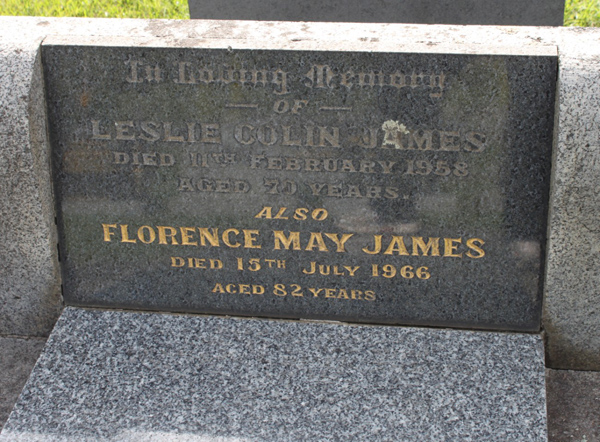 In Loving Memory
— OF —
LESLIE COLIN JAMES
DIED 11TH FEBRUARY 1958
AGED YEARS.
ALSO
FLORENCE MAY JAMES
DIED 15TH JULY 1966
AGED 82 YEARS